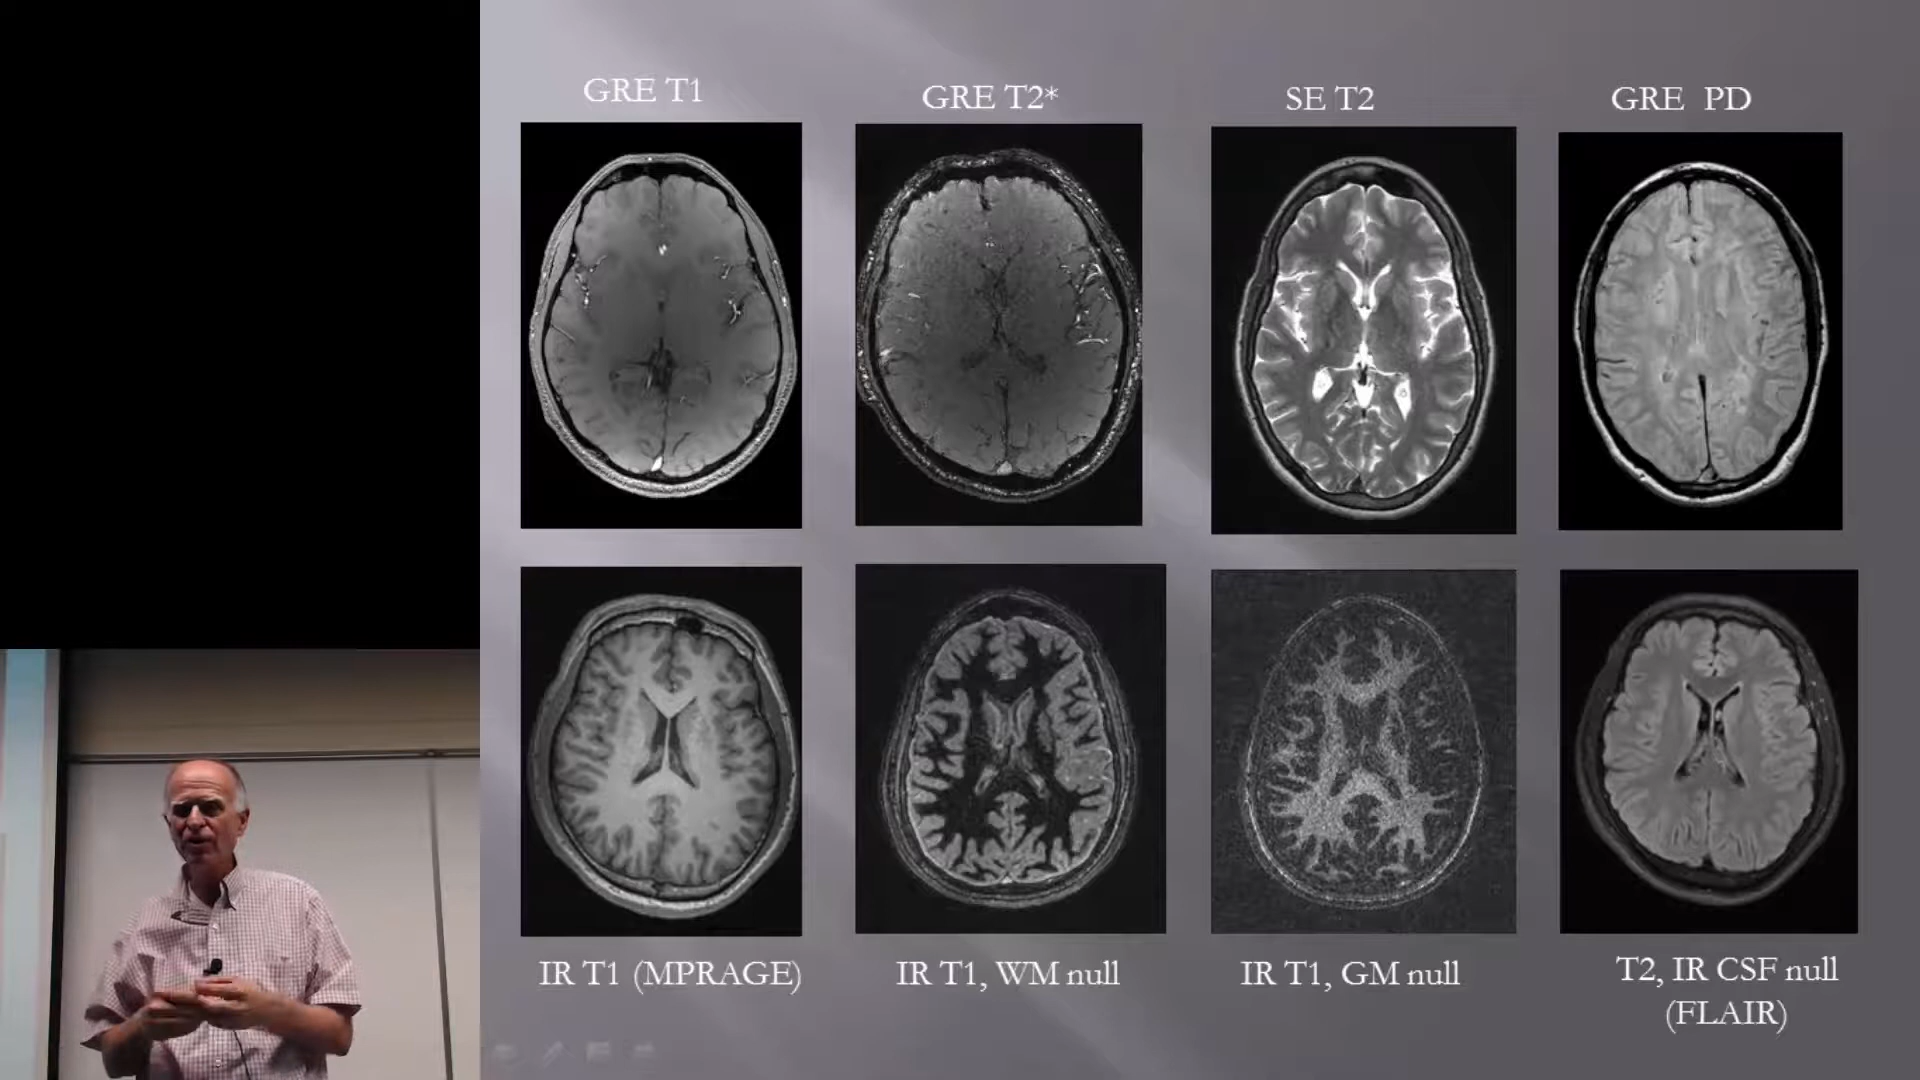 GRE T1
GRE T2*
SE T2
GRE PD
IR T1 (MPRAGE)
IR T1, WM null
IR T1, GM null
T2, IR CSF null
(FLAIR)